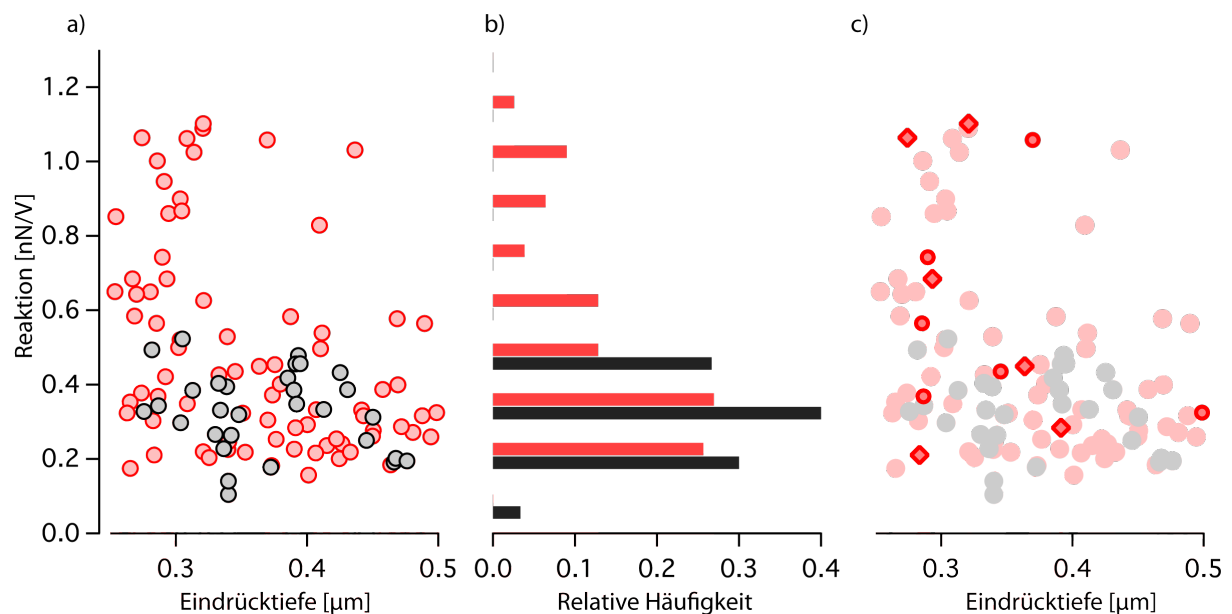 a)
b)
c)
Reaktion [nN/V]
1.2
1.0
0.8
0.6
0.4
0.2
0.0
0.3
0.4
0.5
Eindrücktiefe [µm]
0.0
0.1
0.2
0.3
0.4
Relative Häufigkeit
0.3
0.4
0.5
Eindrücktiefe [µm]